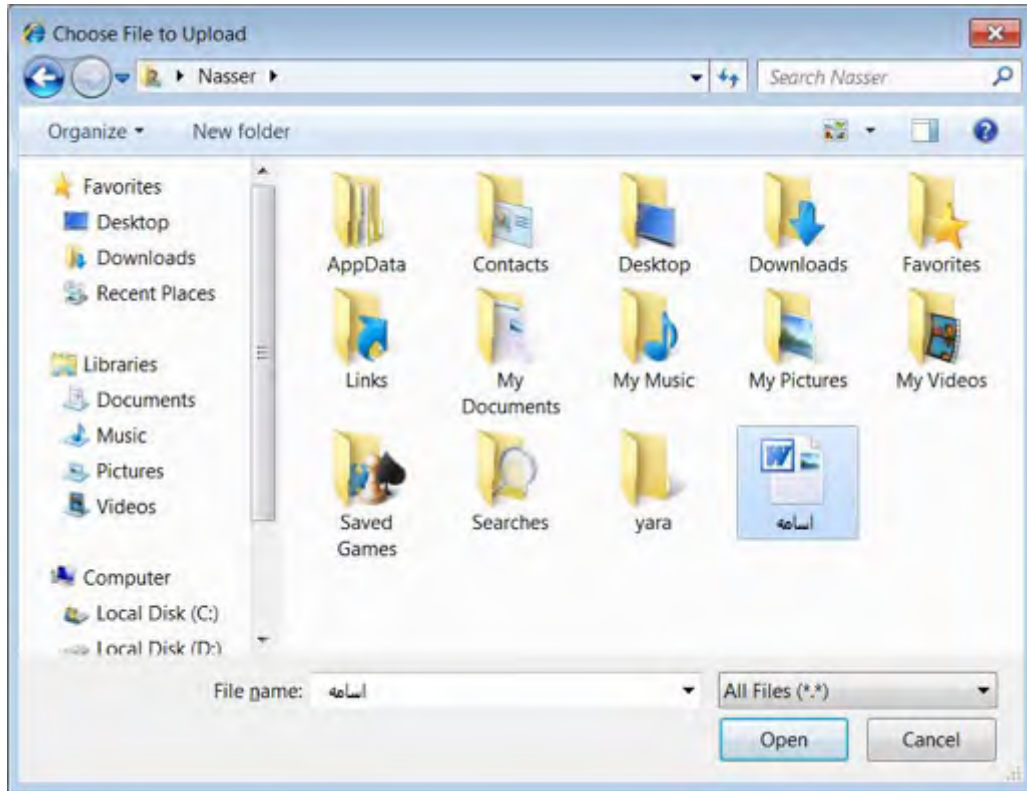 Choose File to Upload
Nasser
Search Nasser
Organize
New folder
Favorites
Desktop
Downloads
Recent Places
Libraries
Documents
Music
Pictures
Videos
Computer
Local Disk (C:)
Local Disk (D:)
AppData
Contacts
Desktop
Downloads
Favorites
Links
My
Documents
My Music
My Pictures
My Videos
Saved
Games
Searches
yara
اسامه
File name:
اسامه
All Files (*.*)
Open
Cancel